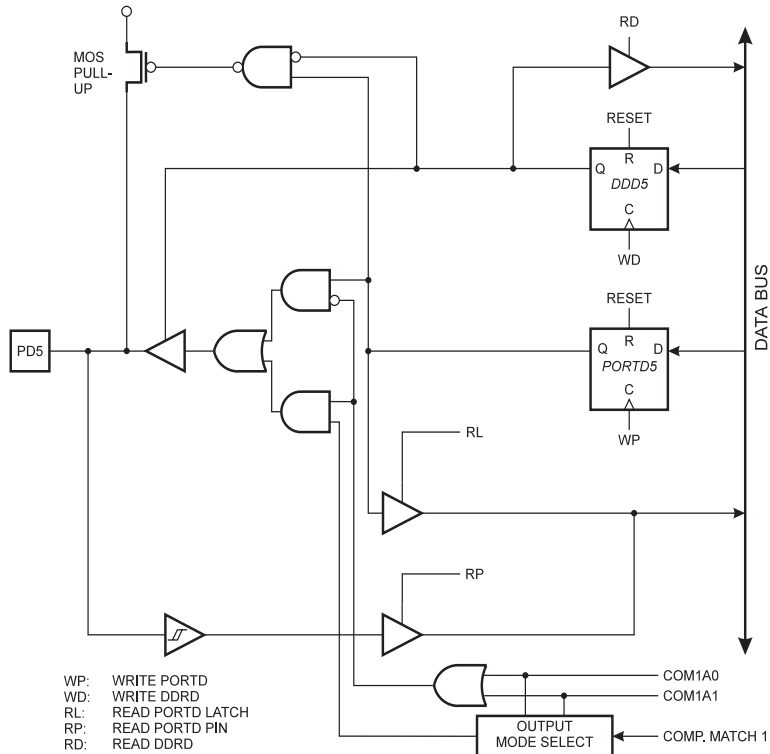 RD
MOS
PULL-
UP
RESET
R
Q
D
DDD5
C
WD
RESET
R
Q
D
PORTD5
C
WP
DATA BUS
PD5
RL
RP
WP: WRITE PORTD
WD: WRITE DDRD
RL: READ PORTD LATCH
RP: READ PORTD PIN
RD: READ DDRD
COM1A0
COM1A1
OUTPUT
MODE SELECT
COMP. MATCH 1